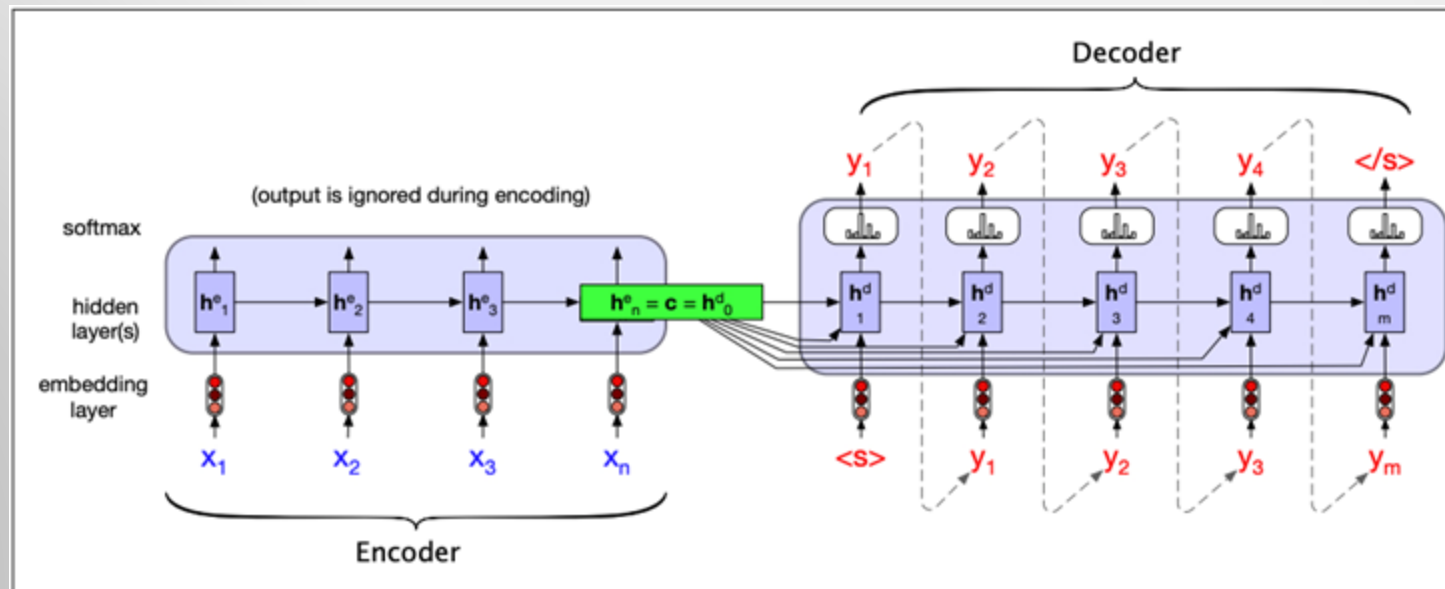 Decoder
y₁ y₂ y₃ y₄ </s>
(output is ignored during encoding)
softmax
hidden
layer(s)
hᵉ₁ hᵉ₂ hᵉ₃ hᵉₙ = c = hᵈ₀ hᵈ₁ hᵈ₂ hᵈ₃ hᵈ₄ hᵈₘ
embedding
layer
x₁ x₂ x₃ xₙ <s> y₁ y₂ y₃ yₘ
Encoder